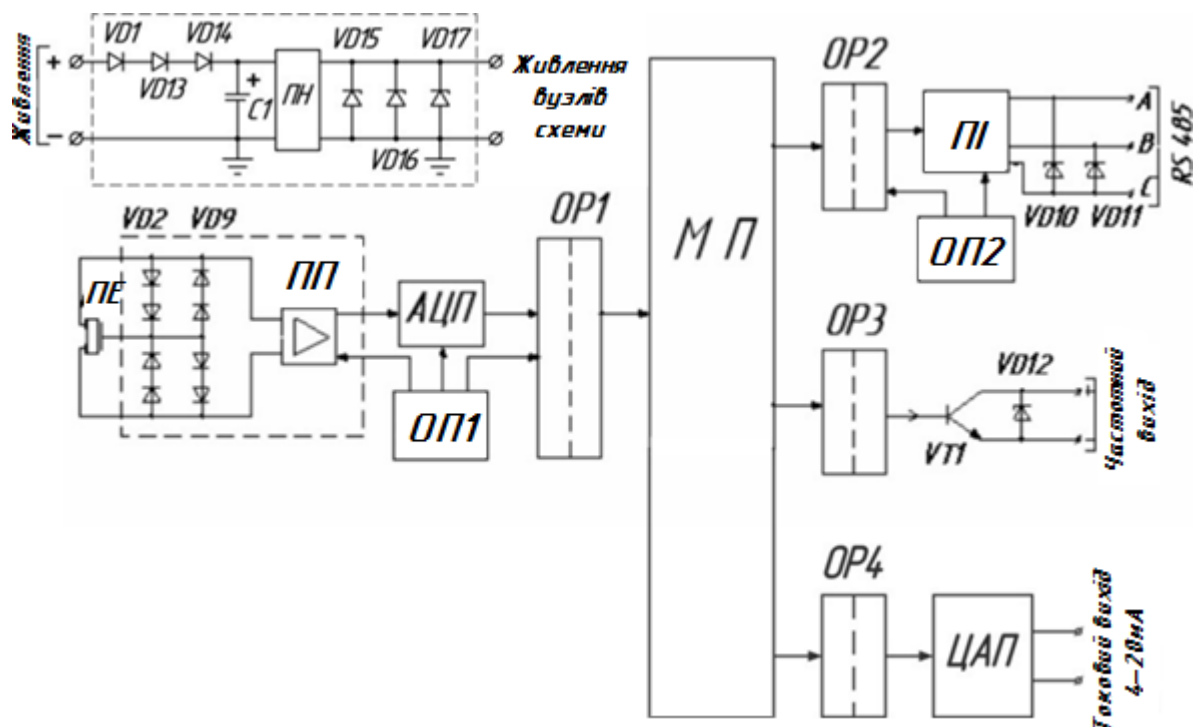 Живлення
+
−
VD1
VD13
VD14
+
C1
ПН
VD15
VD16
VD17
Живлення
вузлів
схеми
VD2
VD9
ПЕ
ПП
АЦП
ОП1
ОР1
М П
ОР2
ПІ
ОП2
VD10
VD11
A
B
C
RS 485
ОР3
VT1
VD12
Частотний
вихід
ОР4
ЦАП
Токовий вихід
4-20мА